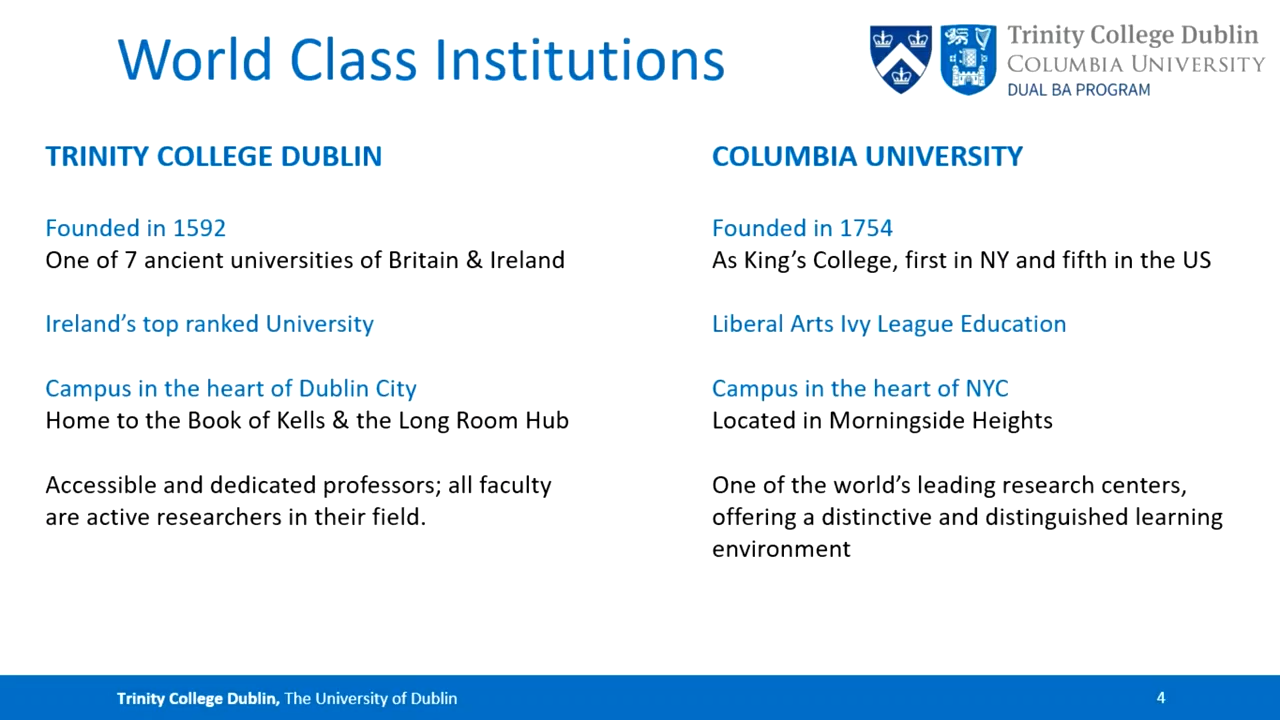 World Class Institutions
Trinity College Dublin
COLUMBIA UNIVERSITY
DUAL BA PROGRAM
TRINITY COLLEGE DUBLIN
Founded in 1592
One of 7 ancient universities of Britain & Ireland
Ireland’s top ranked University
Campus in the heart of Dublin City
Home to the Book of Kells & the Long Room Hub
Accessible and dedicated professors; all faculty
are active researchers in their field.
COLUMBIA UNIVERSITY
Founded in 1754
As King’s College, first in NY and fifth in the US
Liberal Arts Ivy League Education
Campus in the heart of NYC
Located in Morningside Heights
One of the world’s leading research centers,
offering a distinctive and distinguished learning
environment
Trinity College Dublin, The University of Dublin
4